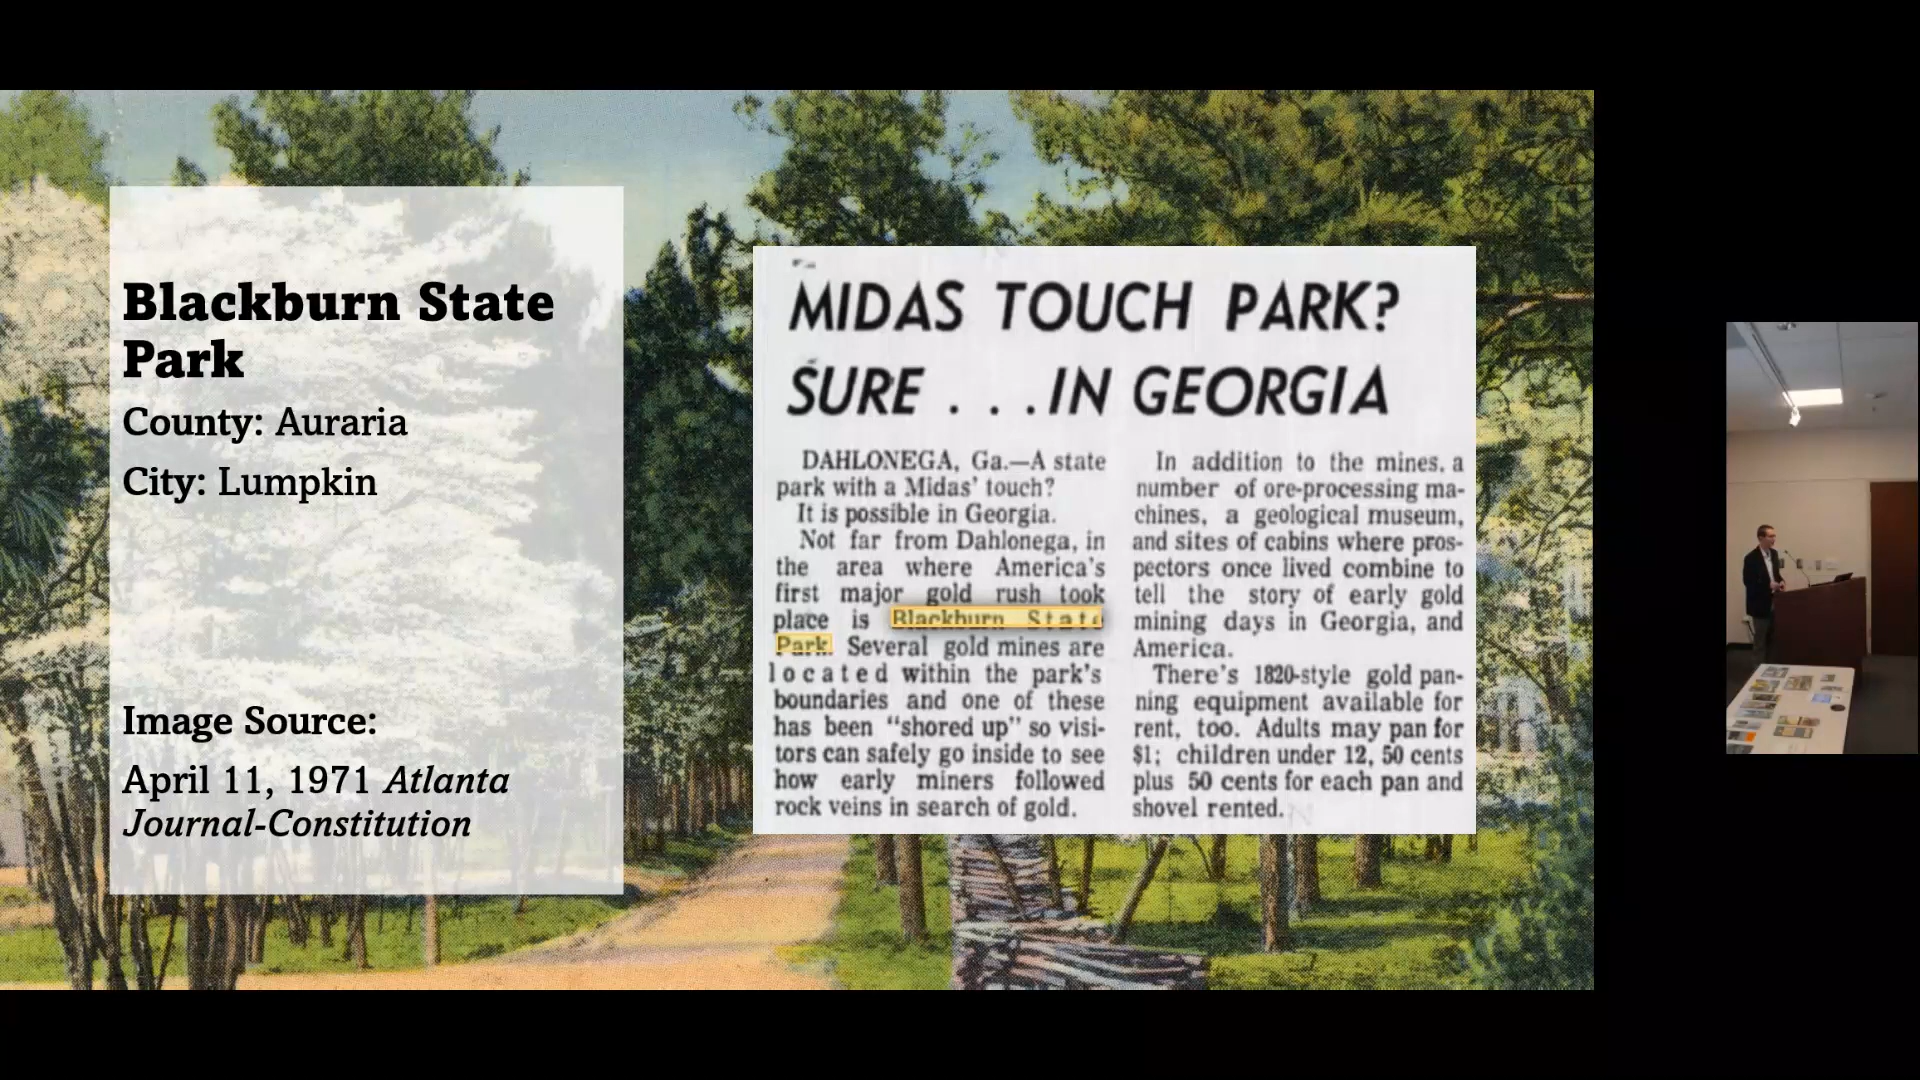 Blackburn State
Park
County: Auraria
City: Lumpkin
Image Source:
April 11, 1971 Atlanta
Journal-Constitution
MIDAS TOUCH PARK?
SURE . . . IN GEORGIA
DAHLONEGA, Ga.—A state
park with a Midas' touch?
It is possible in Georgia.
Not far from Dahlonega, in
the area where America's
first major gold rush took
place is Blackburn State
Park. Several gold mines are
located within the park's
boundaries and one of these
has been "shored up" so visi-
tors can safely go inside to see
how early miners followed
rock veins in search of gold.
In addition to the mines, a
number of ore-processing ma-
chines, a geological museum,
and sites of cabins where pros-
pectors once lived combine to
tell the story of early gold
mining days in Georgia, and
America.
There's 1820-style gold pan-
ning equipment available for
rent, too. Adults may pan for
$1; children under 12, 50 cents
plus 50 cents for each pan and
shovel rented.